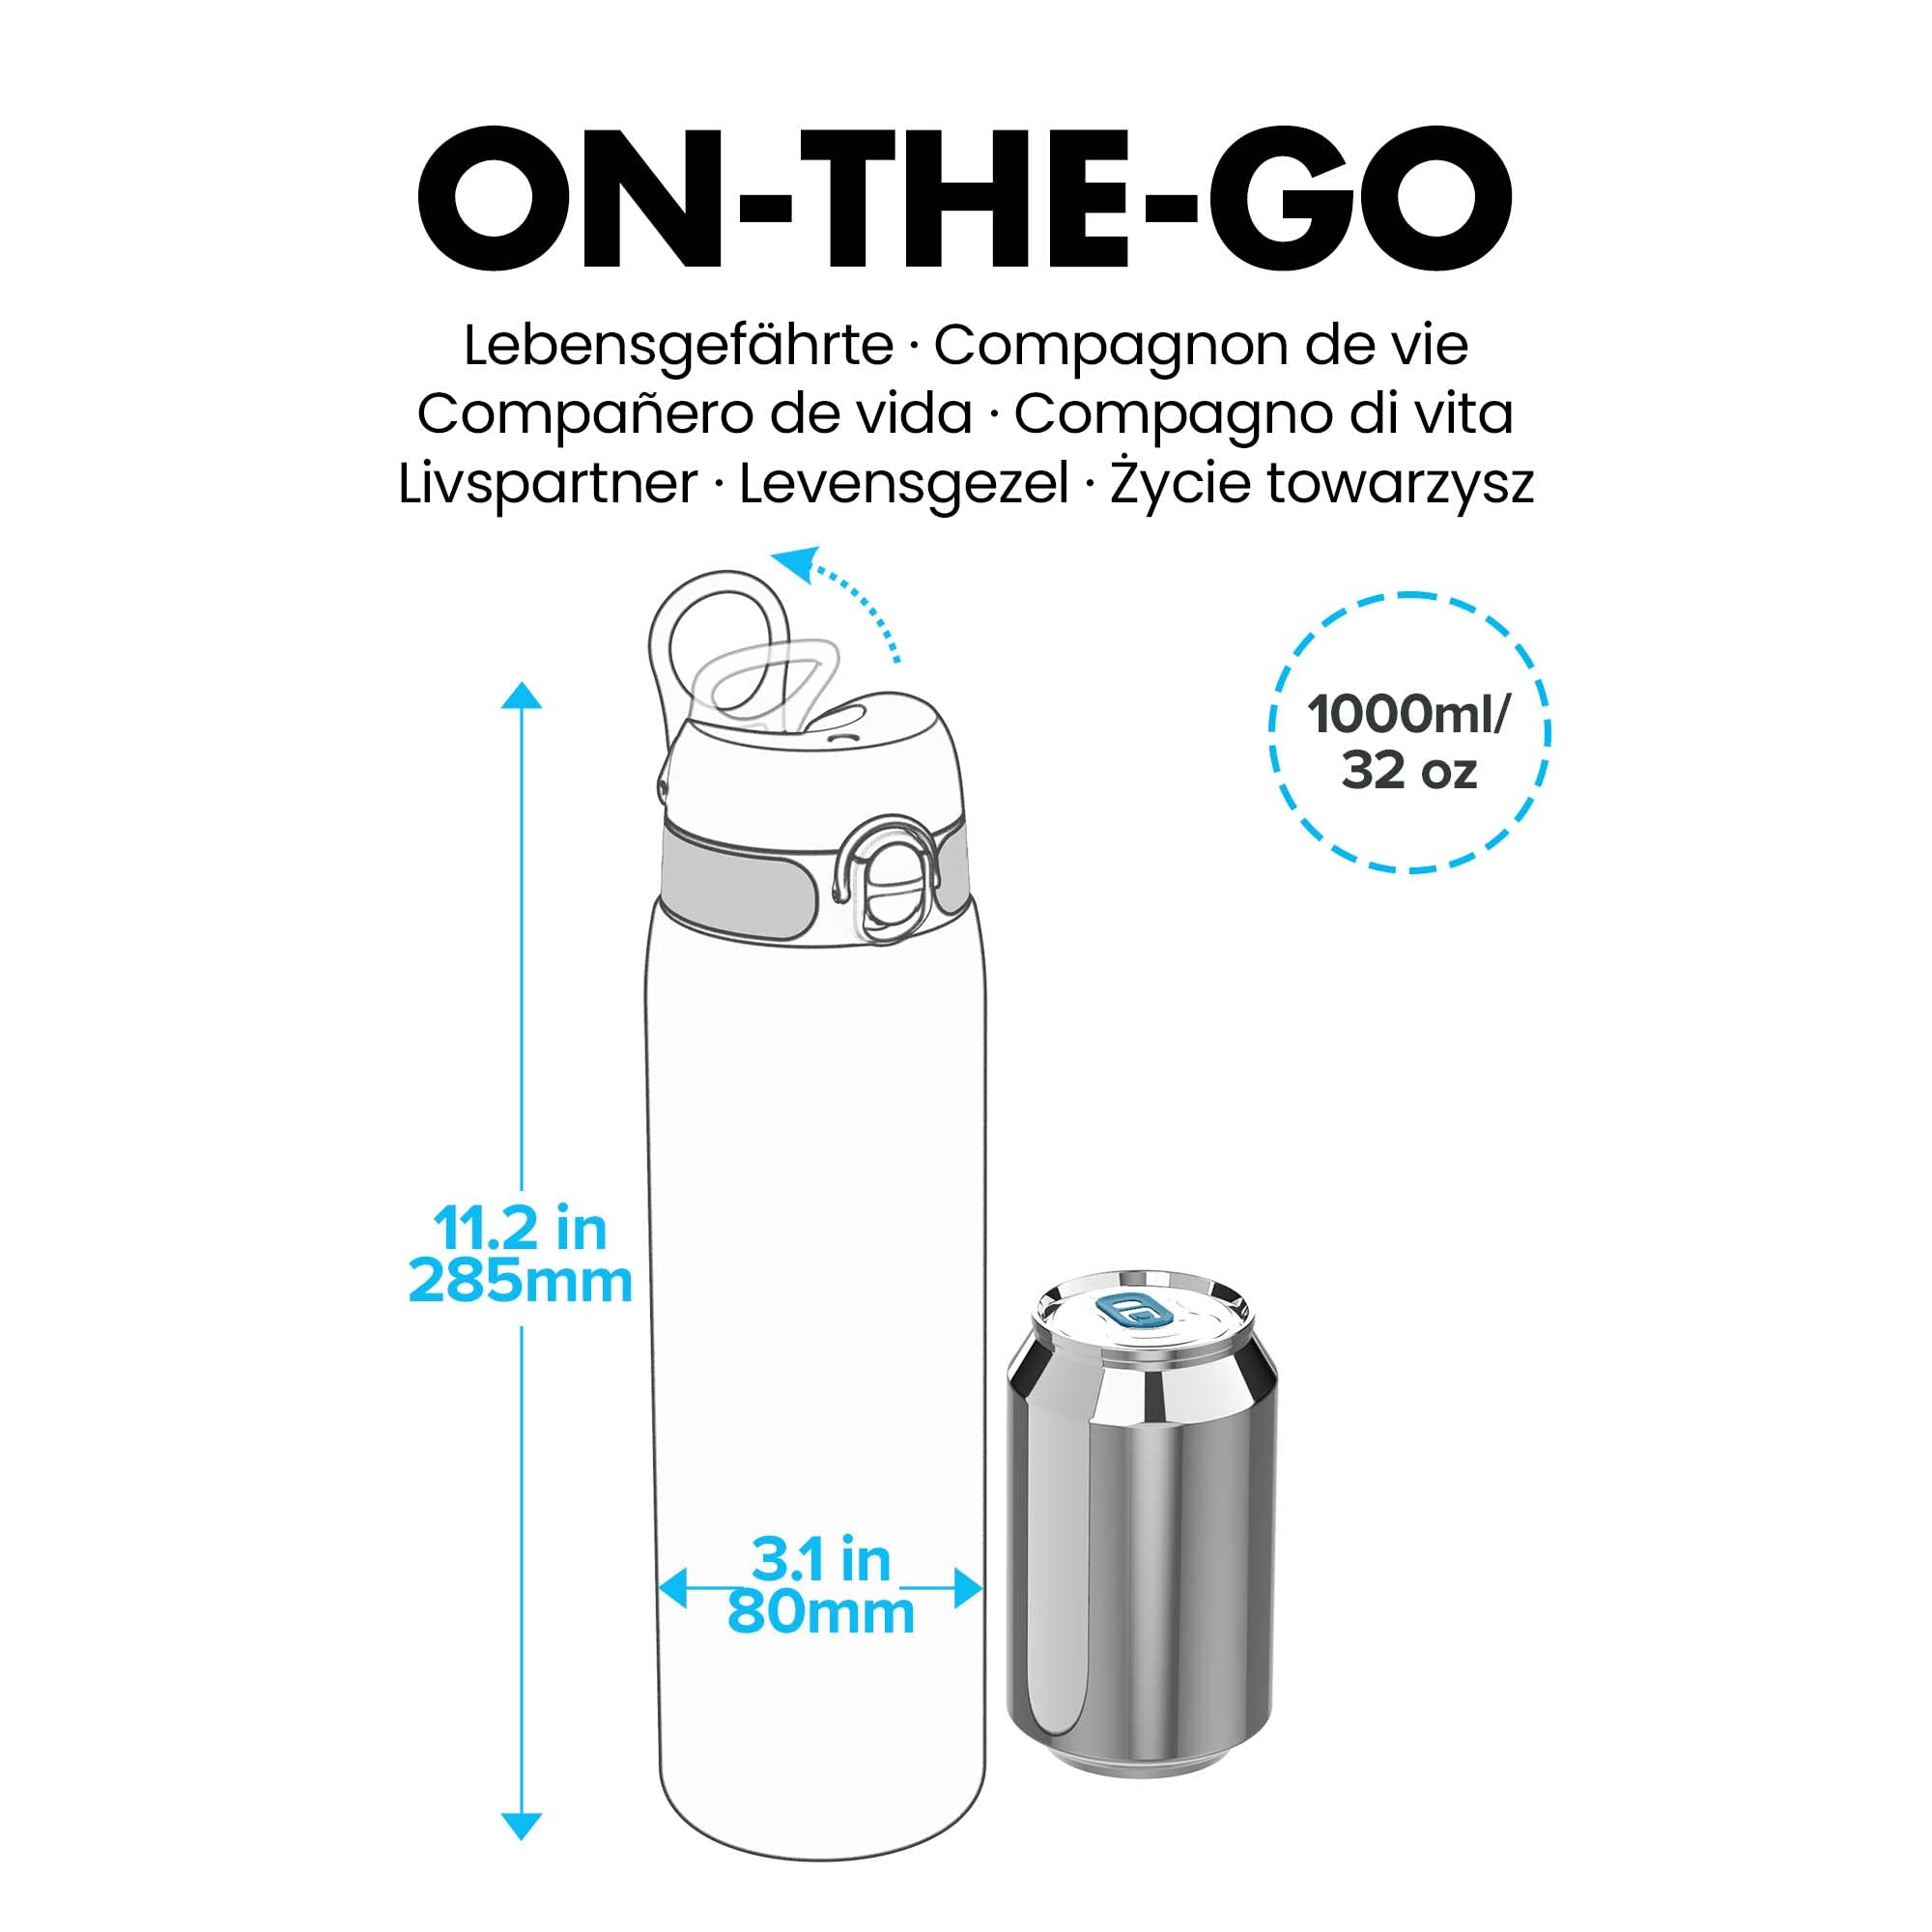 ON-THE-GO
Lebensgefährte · Compagnon de vie
Compañero de vida · Compagno di vita
Livspartner · Levensgezel · Życie towarzysz
1000ml/
32 oz
11.2 in
285mm
3.1 in
80mm